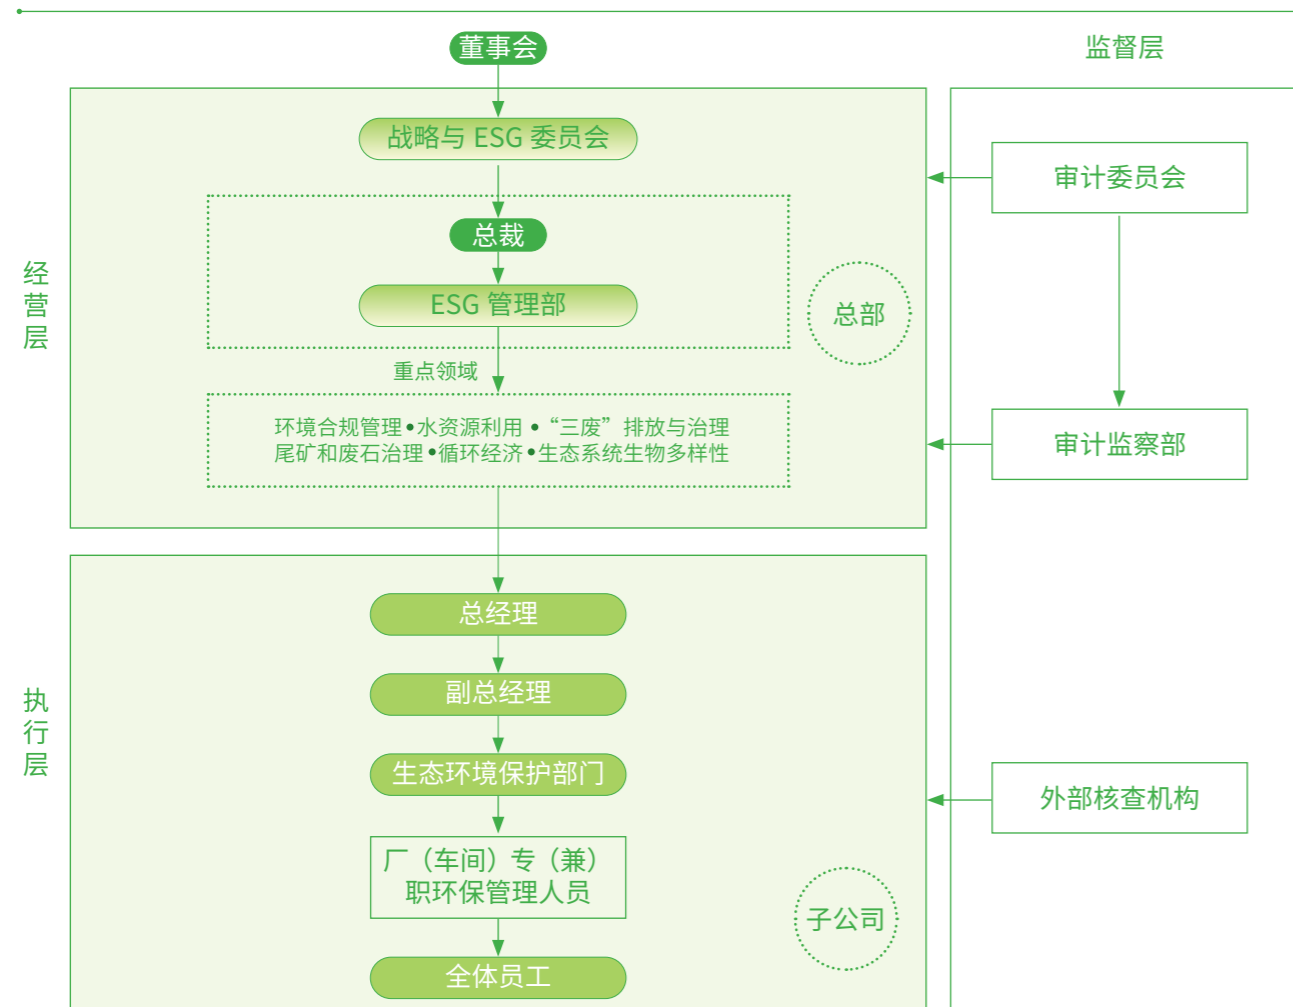 董事会
监督层
战略与 ESG 委员会
审计委员会
总裁
经营层
ESG 管理部
总部
重点领域
环境合规管理•水资源利用•“三废”排放与治理
尾矿和废石治理•循环经济•生态系统生物多样性
审计监察部
总经理
副总经理
执行层
生态环境保护部门
外部核查机构
厂（车间）专（兼）
职环保管理人员
子公司
全体员工